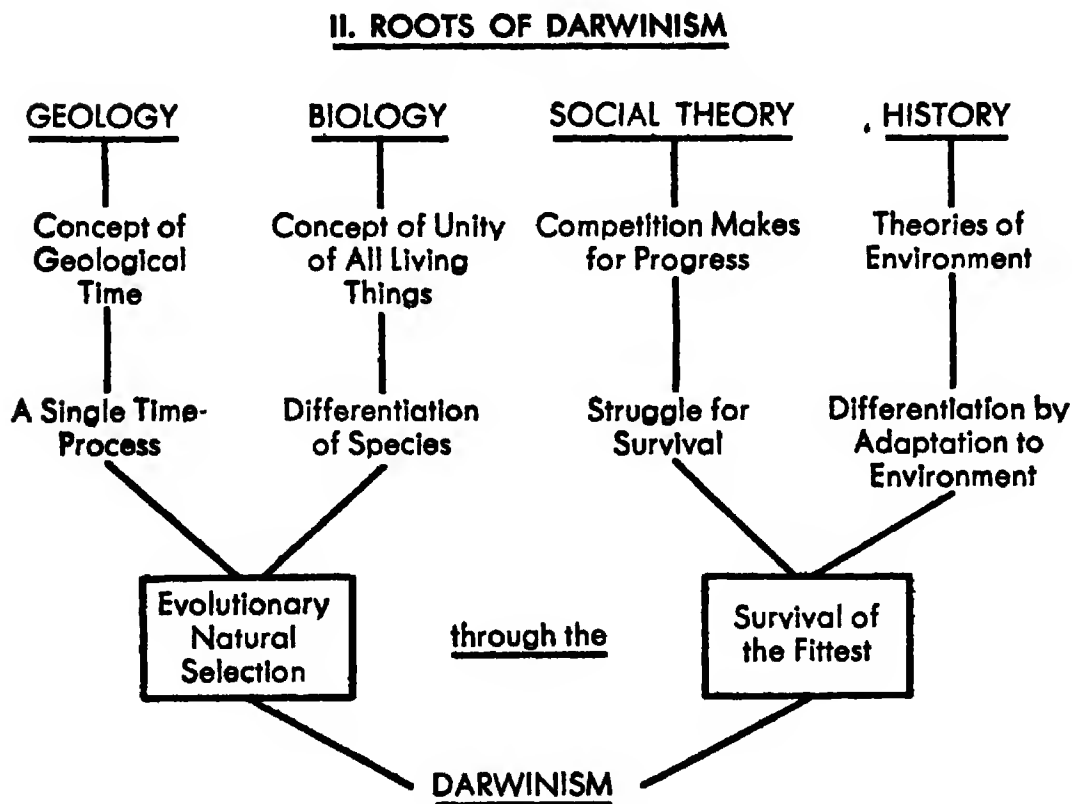 II. ROOTS OF DARWINISM
GEOLOGY
Concept of
Geological
Time
A Single Time-
Process
BIOLOGY
Concept of Unity
of All Living
Things
Differentiation
of Species
SOCIAL THEORY
Competition Makes
for Progress
Struggle for
Survival
HISTORY
Theories of
Environment
Differentiation by
Adaptation to
Environment
Evolutionary
Natural
Selection
through the
Survival of
the Fittest
DARWINISM